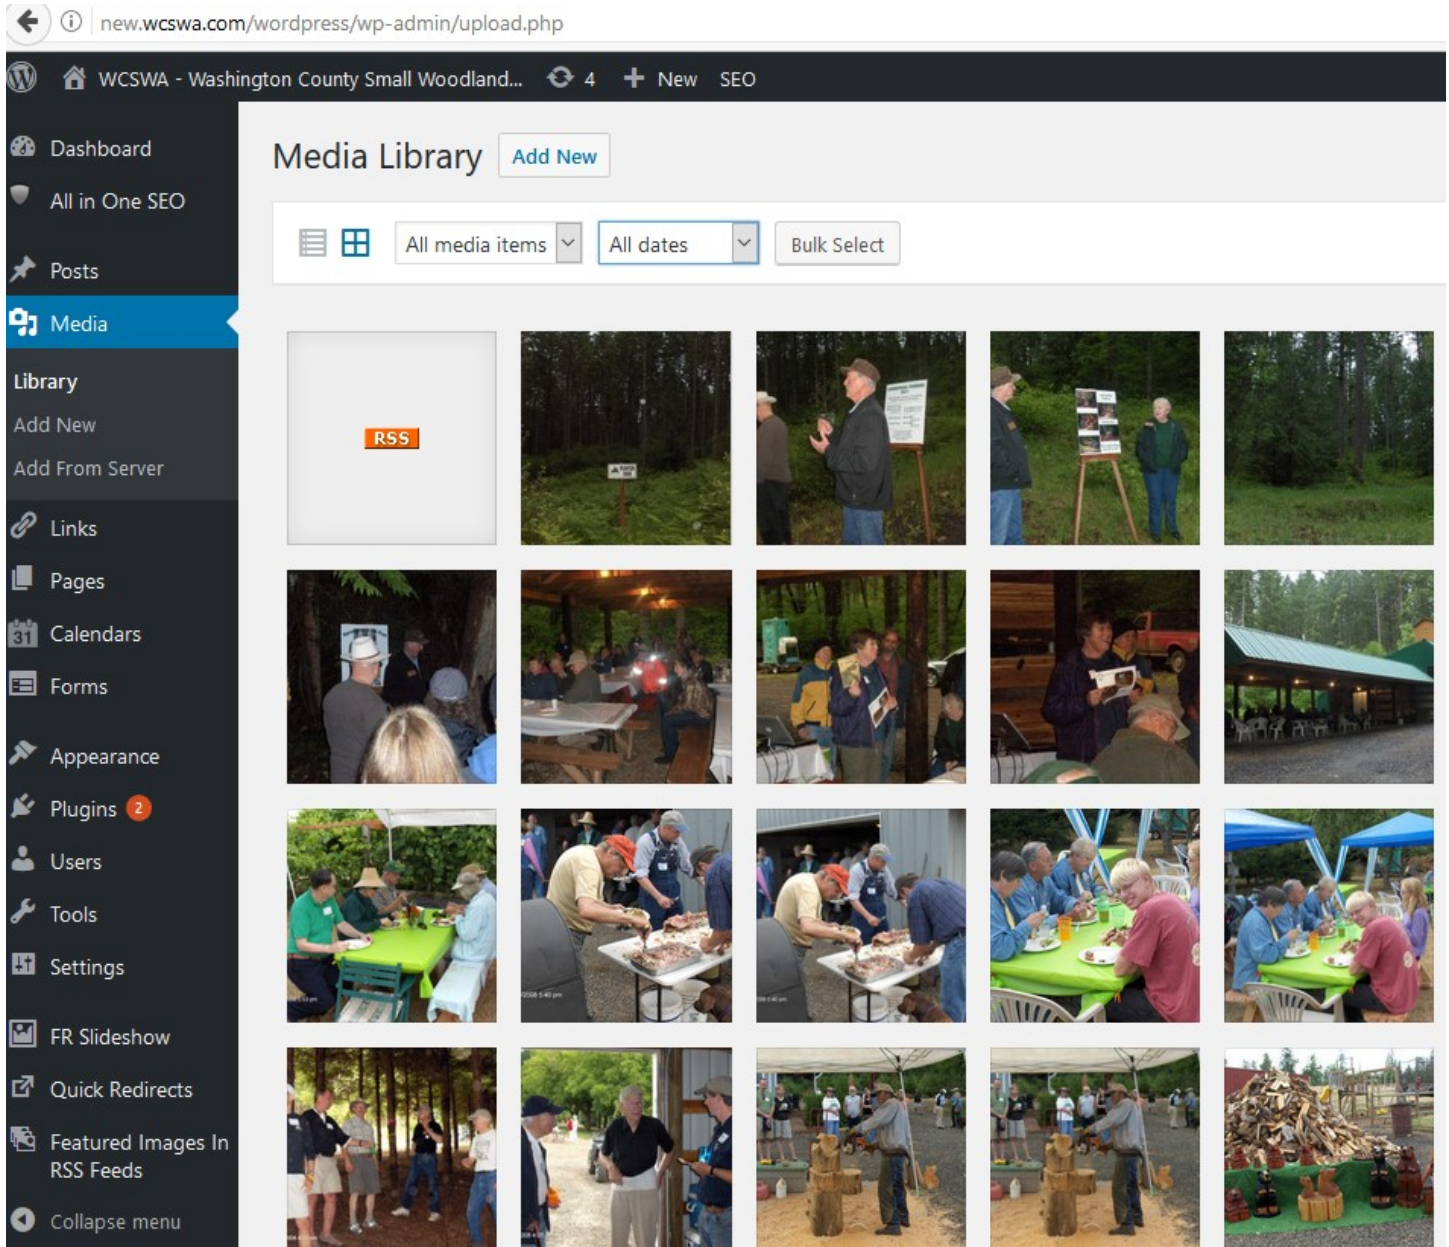 new.wcswa.com/wordpress/wp-admin/upload.php
WCSWA - Washington County Small Woodland... 4 New SEO
Dashboard
All in One SEO
Posts
Media
Library
Add New
Add From Server
Links
Pages
31 Calendars
Forms
Appearance
Plugins 2
Users
Tools
Settings
FR Slideshow
Quick Redirects
Featured Images In
RSS Feeds
Collapse menu
Media Library Add New
All media items All dates Bulk Select
RSS